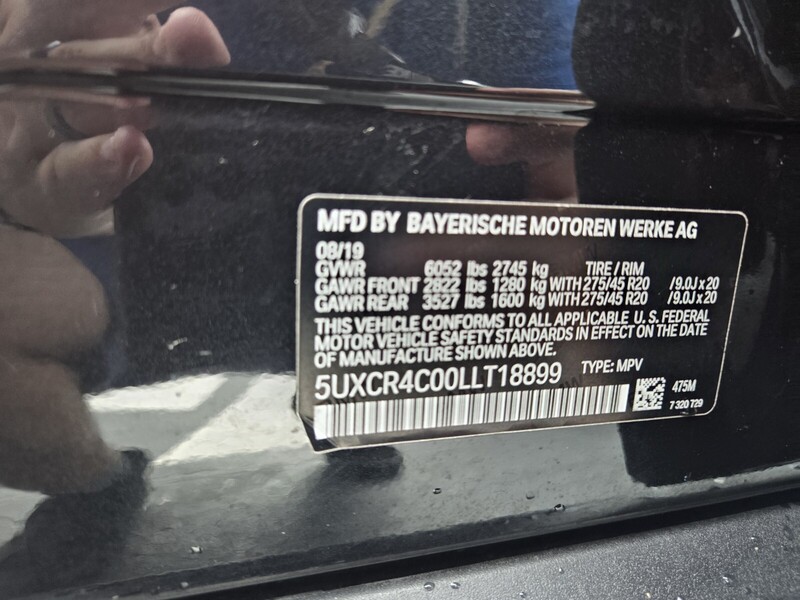 MFD BY BAYERISCHE MOTOREN WERKE AG
08/19
GVWR 6052 lbs 2745 kg TIRE / RIM
GAWR FRONT 2822 lbs 1280 kg WITH 275/45 R20 /9.0J x 20
GAWR REAR 3527 lbs 1600 kg WITH 275/45 R20 /9.0J x 20
THIS VEHICLE CONFORMS TO ALL APPLICABLE U.S. FEDERAL
MOTOR VEHICLE SAFETY STANDARDS IN EFFECT ON THE DATE
OF MANUFACTURE SHOWN ABOVE.
5UXCR4C00LLT18899 TYPE: MPV
475M
7 320 729